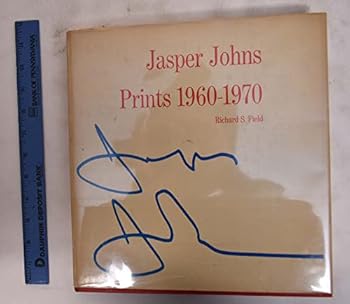 Jasper Johns
Prints 1960-1970
Richard S. Field
BANK OF PENNSYLVANIA
DAUPHIN DEPOSIT BANK